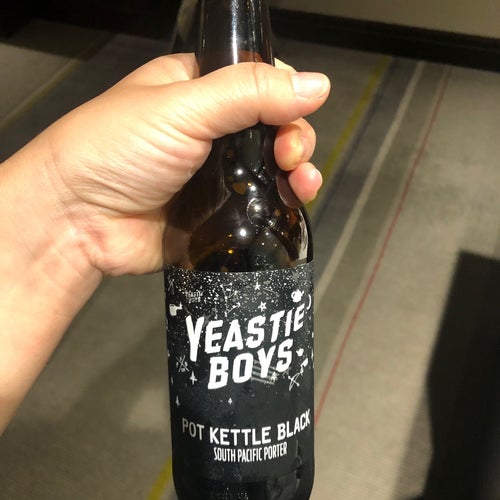 YEASTIE
BOYS
POT KETTLE BLACK
SOUTH PACIFIC PORTER